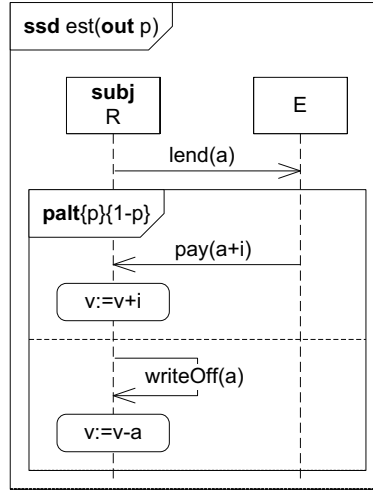 ssd est(out p)
subj
R
E
lend(a)
palt{p}{1-p}
pay(a+i)
v:=v+i
writeOff(a)
v:=v-a